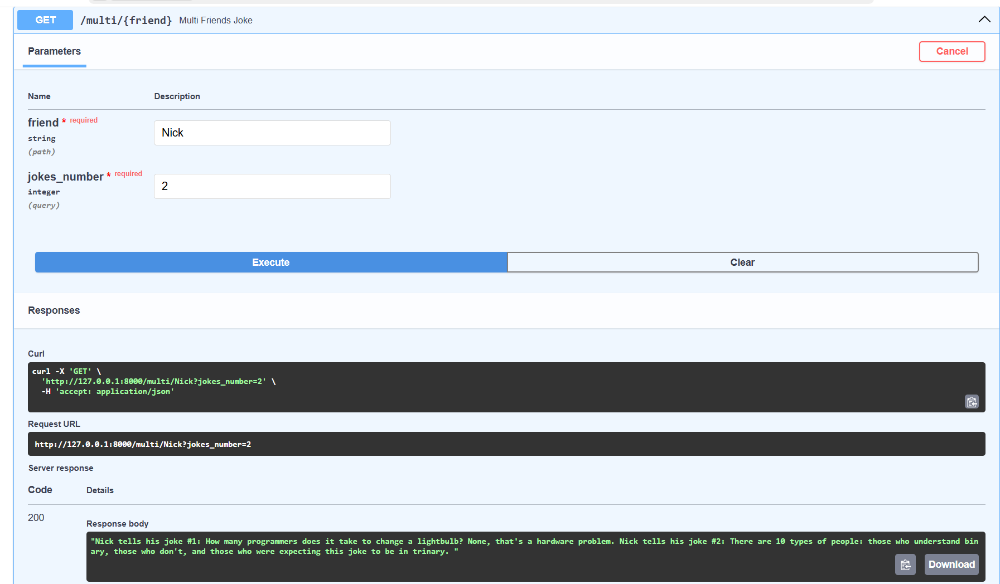 GET /multi/{friend} Multi Friends Joke
Parameters
Cancel
Name Description
friend * required
string
(path)
Nick
jokes_number * required
integer
(query)
2
Execute Clear
Responses
Curl
curl -X 'GET' \
'http://127.0.0.1:8000/multi/Nick?jokes_number=2' \
-H 'accept: application/json'
Request URL
http://127.0.0.1:8000/multi/Nick?jokes_number=2
Server response
Code Details
200
Response body
"Nick tells his joke #1: How many programmers does it take to change a lightbulb? None, that's a hardware problem. Nick tells his joke #2: There are 10 types of people: those who understand bin
ary, those who don't, and those who were expecting this joke to be in trinary. "
Download